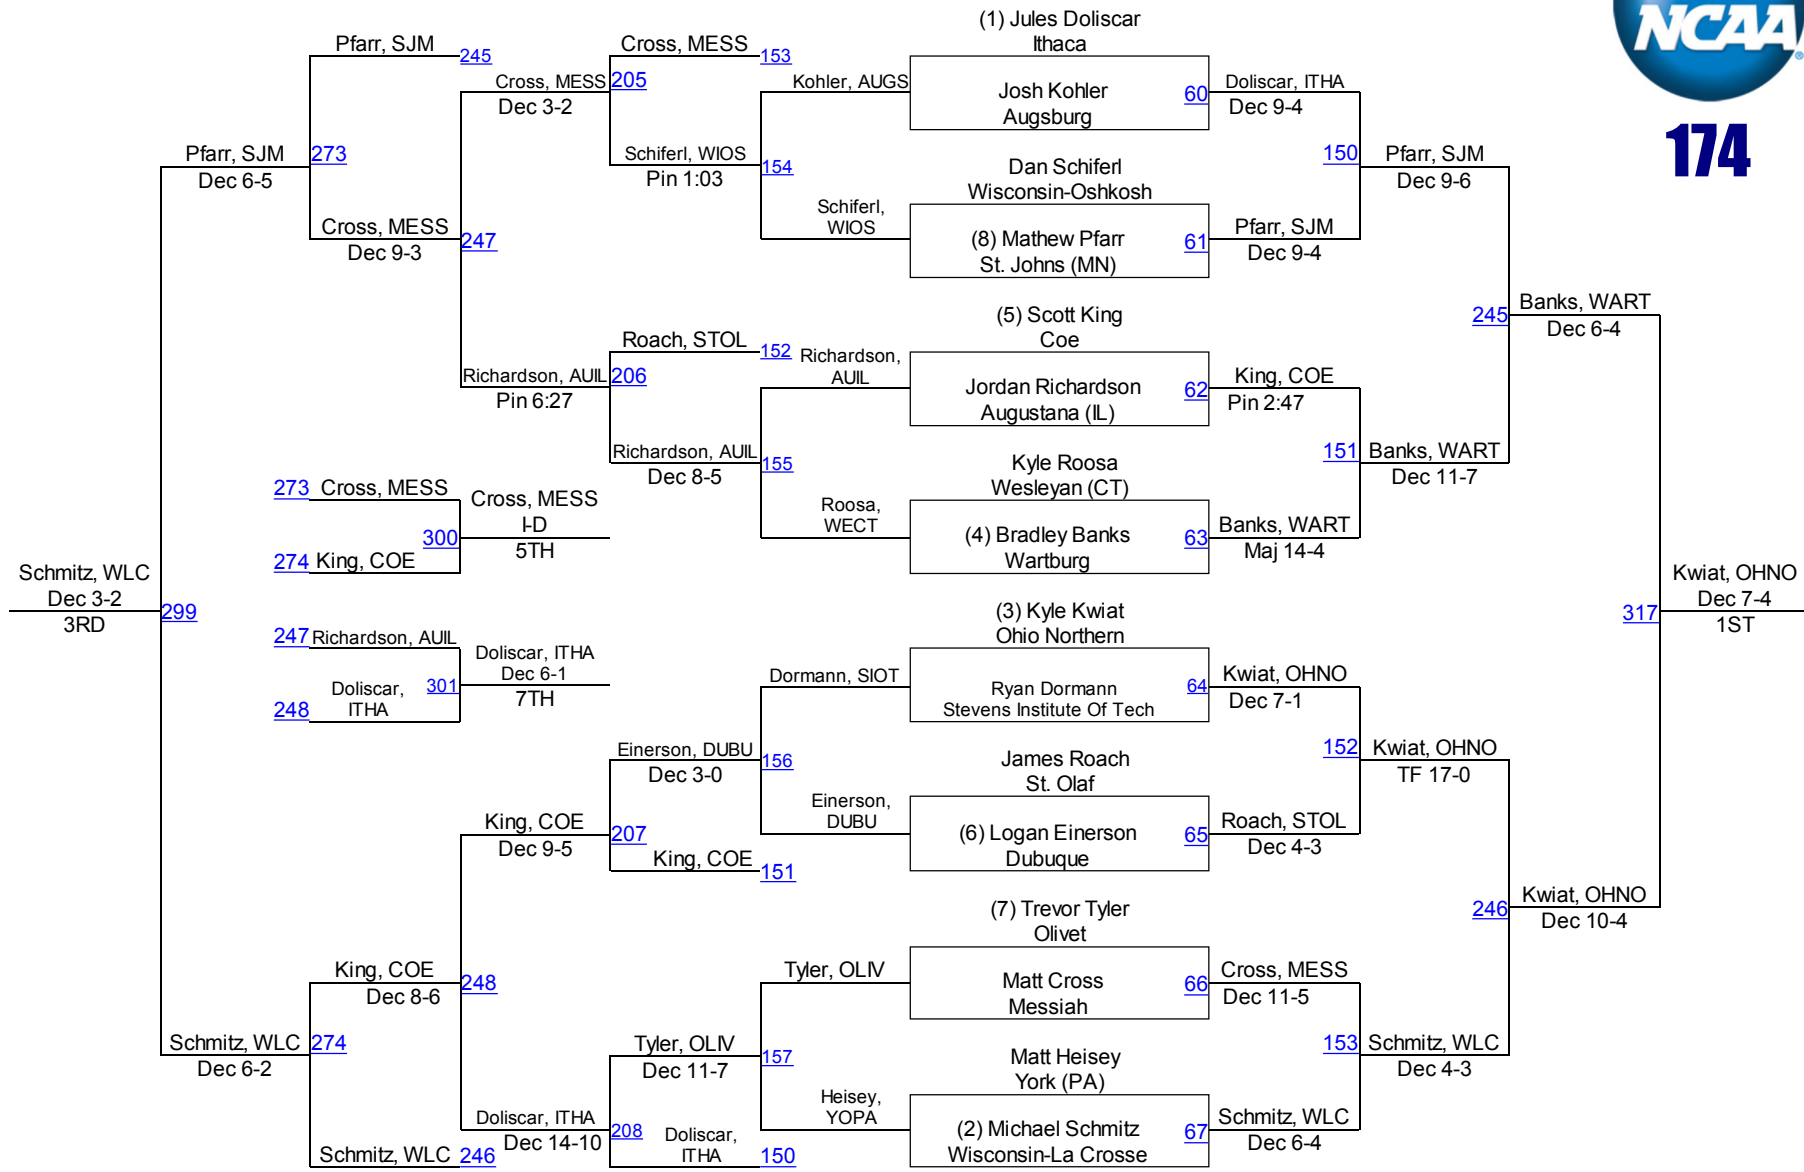 NCAA
®
174
(1) Jules Doliscar
Ithaca
Josh Kohler
Augsburg
60
Doliscar, ITHA
Dec 9-4
Dan Schiferl
Wisconsin-Oshkosh
(8) Mathew Pfarr
St. Johns (MN)
61
Pfarr, SJM
Dec 9-4
150
Pfarr, SJM
Dec 9-6
(5) Scott King
Coe
Jordan Richardson
Augustana (IL)
62
King, COE
Pin 2:47
Kyle Roosa
Wesleyan (CT)
(4) Bradley Banks
Wartburg
63
Banks, WART
Maj 14-4
151
Banks, WART
Dec 11-7
245
Banks, WART
Dec 6-4
(3) Kyle Kwiat
Ohio Northern
Ryan Dormann
Stevens Institute Of Tech
64
Kwiat, OHNO
Dec 7-1
James Roach
St. Olaf
(6) Logan Einerson
Dubuque
65
Roach, STOL
Dec 4-3
152
Kwiat, OHNO
TF 17-0
(7) Trevor Tyler
Olivet
Matt Cross
Messiah
66
Cross, MESS
Dec 11-5
Matt Heisey
York (PA)
(2) Michael Schmitz
Wisconsin-La Crosse
67
Schmitz, WLC
Dec 6-4
153
Schmitz, WLC
Dec 4-3
246
Kwiat, OHNO
Dec 10-4
317
Kwiat, OHNO
Dec 7-4
1ST
Kohler, AUGS
154
Schiferl,
WIOS
Cross, MESS
153
Schiferl, WIOS
Pin 1:03
205
Cross, MESS
Dec 3-2
Richardson,
AUIL
155
Roosa,
WECT
Roach, STOL
152
Richardson, AUIL
Dec 8-5
206
Richardson, AUIL
Pin 6:27
247
Cross, MESS
Dec 9-3
Pfarr, SJM
245
273
Pfarr, SJM
Dec 6-5
273
Cross, MESS
274
King, COE
300
Cross, MESS
I-D
5TH
247
Richardson, AUIL
248
Doliscar,
ITHA
301
Doliscar, ITHA
Dec 6-1
7TH
Dormann, SIOT
156
Einerson,
DUBU
Einerson, DUBU
Dec 3-0
207
King, COE
151
King, COE
Dec 9-5
Tyler, OLIV
157
Heisey,
YOPA
Tyler, OLIV
Dec 11-7
208
Doliscar,
ITHA
150
Doliscar, ITHA
Dec 14-10
248
King, COE
Dec 8-6
274
Schmitz, WLC
246
Schmitz, WLC
Dec 6-2
299
Schmitz, WLC
Dec 3-2
3RD